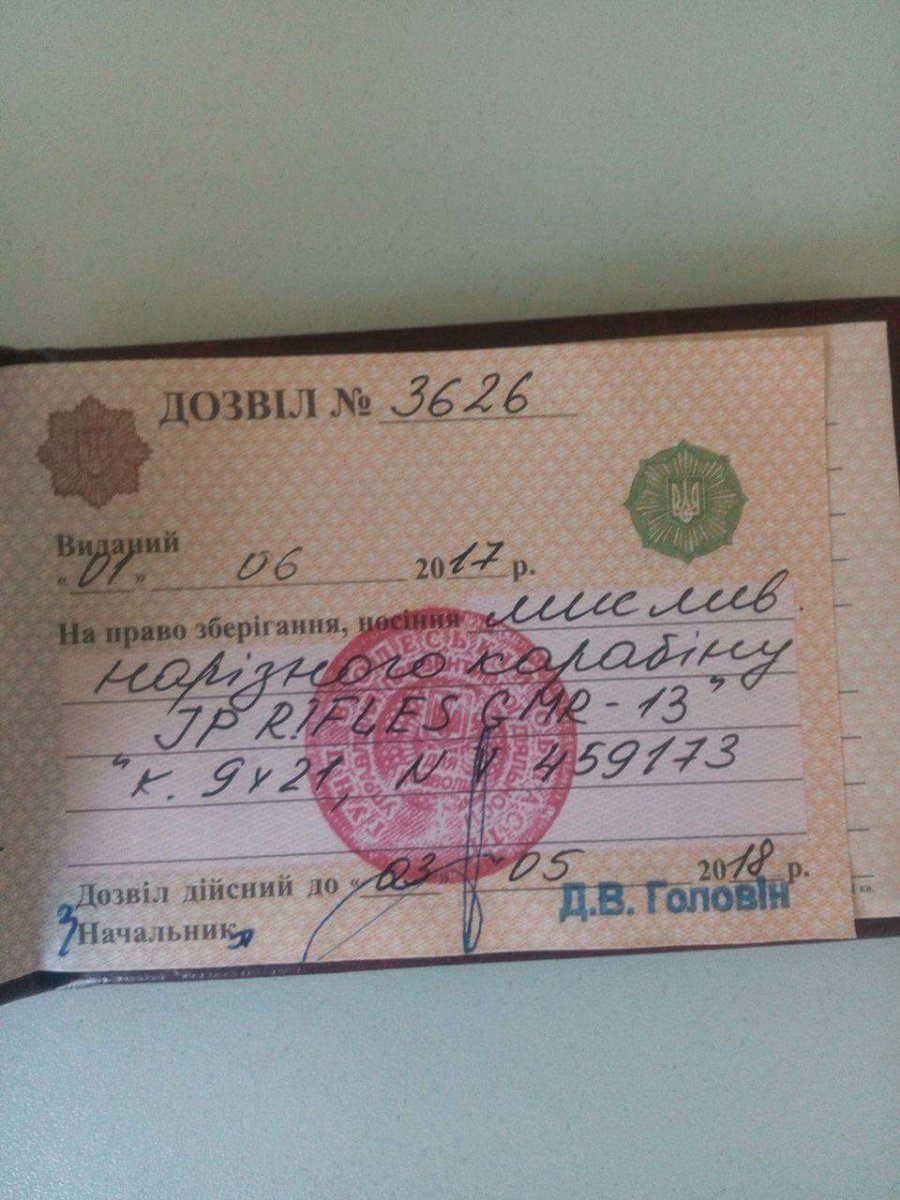 ДОЗВІЛ № 3626
Виданий
"01" 06 2017 р.
На право зберігання, носіння мислив.
нарізного карабіну
JP RIFLES GMR-13"
"к. 9х21, N V 459173
Дозвіл дійсний до "03" 05 2018 р.
Д.В. Головін
Начальник